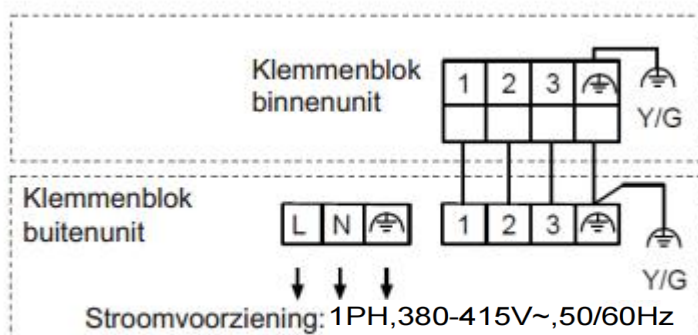 Klemmenblok
binnenunit
1 2 3
Y/G
Klemmenblok
buitenunit
L N
1 2 3
Y/G
Stroomvoorziening: 1PH,380-415V~,50/60Hz